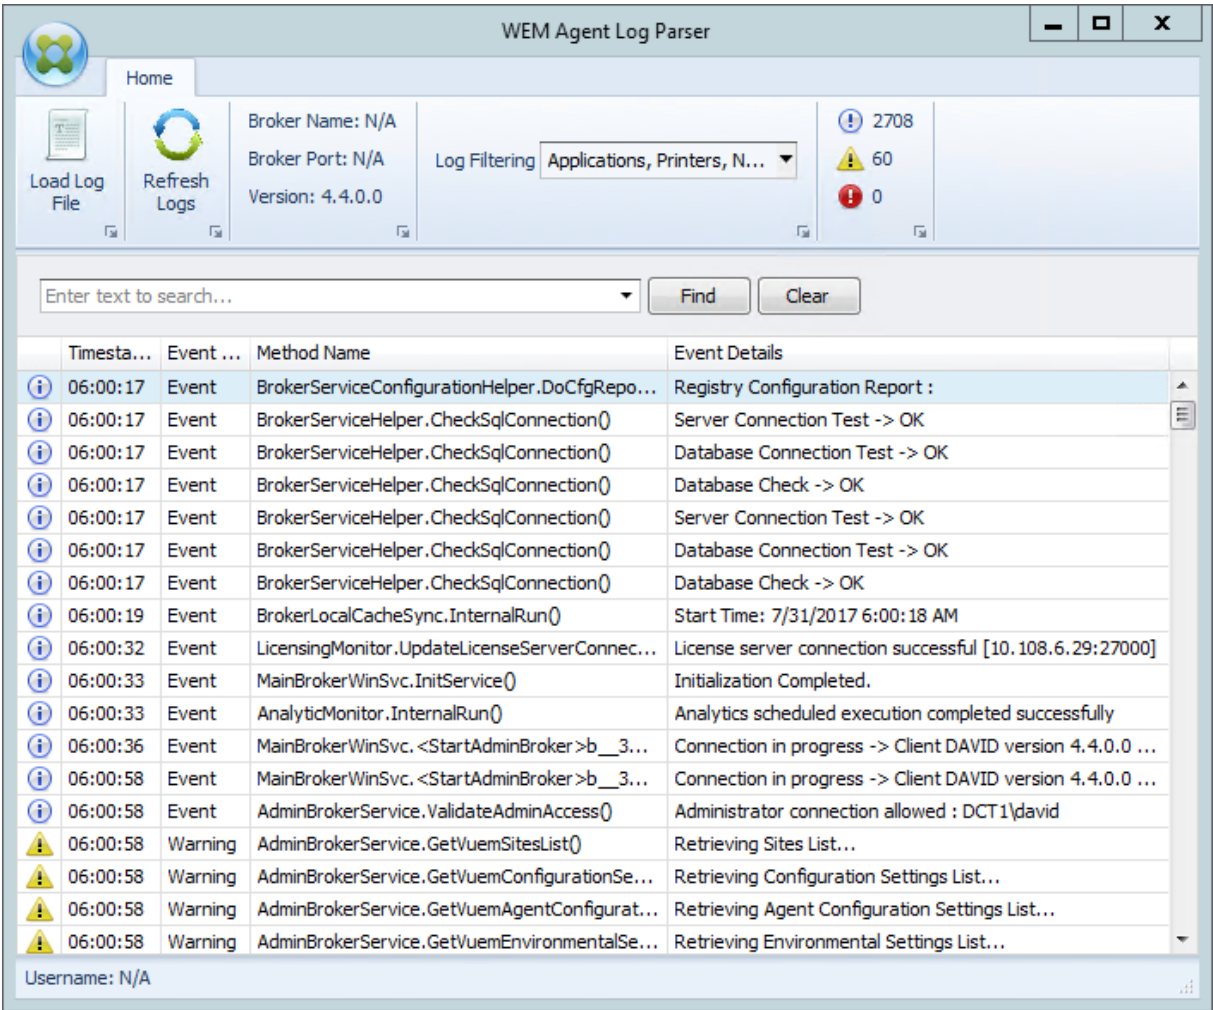 WEM Agent Log Parser
Home
Load Log File
Refresh Logs
Broker Name: N/A
Broker Port: N/A
Version: 4.4.0.0
Log Filtering Applications, Printers, N...
2708
60
0
Enter text to search...
Find
Clear
Timesta... Event ... Method Name Event Details
06:00:17 Event BrokerServiceConfigurationHelper.DoCfgRepo... Registry Configuration Report :
06:00:17 Event BrokerServiceHelper.CheckSqlConnection() Server Connection Test -> OK
06:00:17 Event BrokerServiceHelper.CheckSqlConnection() Database Connection Test -> OK
06:00:17 Event BrokerServiceHelper.CheckSqlConnection() Database Check -> OK
06:00:17 Event BrokerServiceHelper.CheckSqlConnection() Server Connection Test -> OK
06:00:17 Event BrokerServiceHelper.CheckSqlConnection() Database Connection Test -> OK
06:00:17 Event BrokerServiceHelper.CheckSqlConnection() Database Check -> OK
06:00:19 Event BrokerLocalCacheSync.InternalRun() Start Time: 7/31/2017 6:00:18 AM
06:00:32 Event LicensingMonitor.UpdateLicenseServerConnec... License server connection successful [10.108.6.29:27000]
06:00:33 Event MainBrokerWinSvc.InitService() Initialization Completed.
06:00:33 Event AnalyticMonitor.InternalRun() Analytics scheduled execution completed successfully
06:00:36 Event MainBrokerWinSvc.<StartAdminBroker>b__3... Connection in progress -> Client DAVID version 4.4.0.0 ...
06:00:58 Event MainBrokerWinSvc.<StartAdminBroker>b__3... Connection in progress -> Client DAVID version 4.4.0.0 ...
06:00:58 Event AdminBrokerService.ValidateAdminAccess() Administrator connection allowed : DCT1\david
06:00:58 Warning AdminBrokerService.GetVuemSitesList() Retrieving Sites List...
06:00:58 Warning AdminBrokerService.GetVuemConfigurationSe... Retrieving Configuration Settings List...
06:00:58 Warning AdminBrokerService.GetVuemAgentConfigurat... Retrieving Agent Configuration Settings List...
06:00:58 Warning AdminBrokerService.GetVuemEnvironmentalSe... Retrieving Environmental Settings List...
Username: N/A